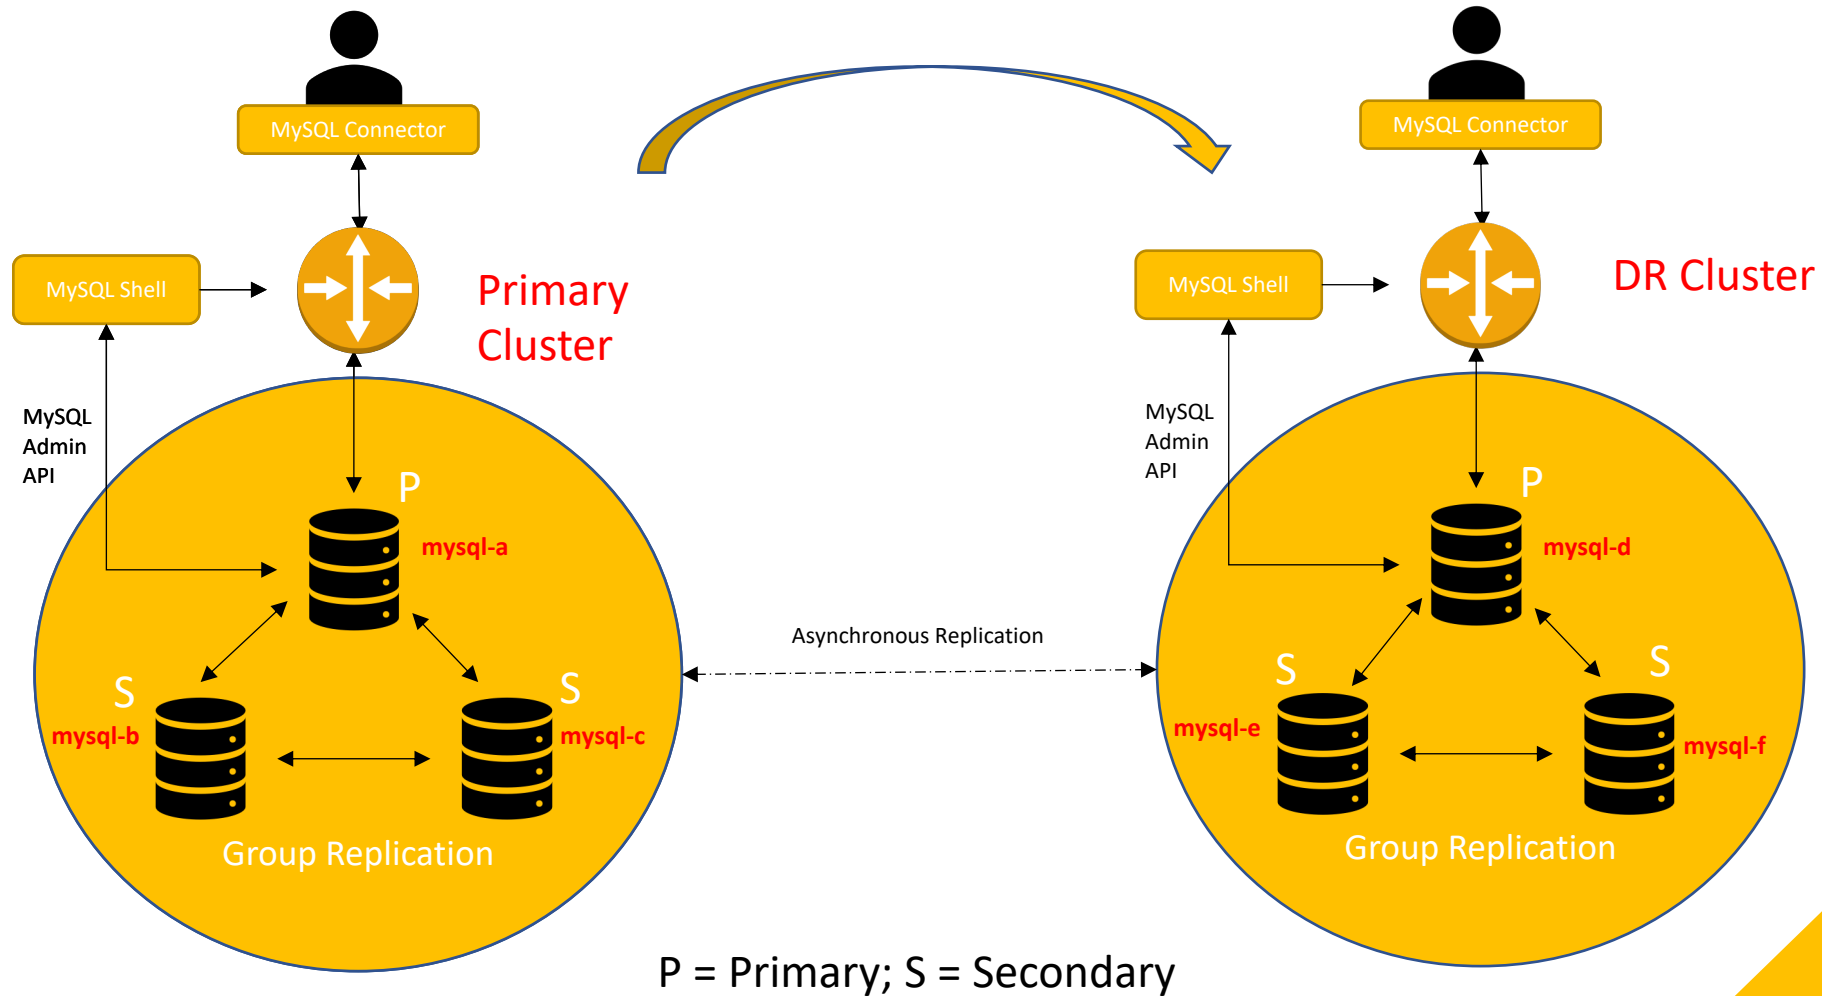 MySQL Connector
MySQL Shell
Primary
Cluster
MySQL
Admin
API
P
mysql-a
S
mysql-b
S
mysql-c
Group Replication
Asynchronous Replication
MySQL Connector
MySQL Shell
DR Cluster
MySQL
Admin
API
P
mysql-d
S
mysql-e
S
mysql-f
Group Replication
P = Primary; S = Secondary